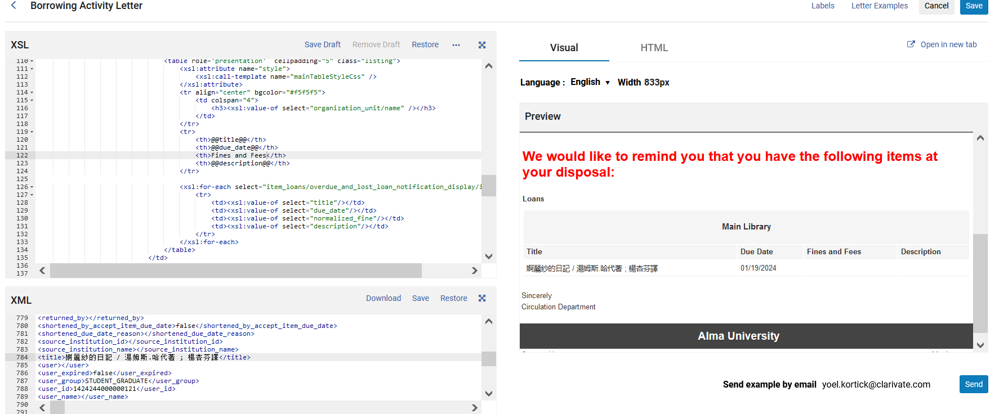 Borrowing Activity Letter
Labels
Letter Examples
Cancel
Save
XSL
Save Draft
Remove Draft
Restore
110 <table role='presentation'  cellpadding="5" class="listing">
111 <xsl:attribute name="style">
112 <xsl:call-template name="mainTableStyleCss" />
113 </xsl:attribute>
114 <tr align="center" bgcolor="#f5f5f5">
115 <td colspan="4">
116 <h3><xsl:value-of select="organization_unit/name" /></h3>
117 </td>
118 </tr>
119 <tr>
120 <th>@@title@@</th>
121 <th>@@due_date@@</th>
122 <th>Fines and Fees</th>
123 <th>@@description@@</th>
124 </tr>
125
126 <xsl:for-each select="item_loans/overdue_and_lost_loan_notification_display/i
127 <tr>
128 <td><xsl:value-of select="title"/></td>
129 <td><xsl:value-of select="due_date"/></td>
130 <td><xsl:value-of select="normalized_fine"/></td>
131 <td><xsl:value-of select="description"/></td>
132 </tr>
133 </xsl:for-each>
134 </table>
135 </td>
136
137
XML
Download
Save
Restore
779 <returned_by></returned_by>
780 <shortened_by_accept_item_due_date>false</shortened_by_accept_item_due_date>
781 <shortened_due_date_reason></shortened_due_date_reason>
782 <source_institution_id></source_institution_id>
783 <source_institution_name></source_institution_name>
784 <title>婀麗紗的日記 / 湯姆斯.哈代著 ; 楊杏芬譯</title>
785 <user></user>
786 <user_expired>false</user_expired>
787 <user_group>STUDENT_GRADUATE</user_group>
788 <user_id>1424244000000121</user_id>
789 <user_name></user_name>
790
791
Visual
HTML
Open in new tab
Language : English Width 833px
Preview
We would like to remind you that you have the following items at
your disposal:
Loans
Main Library
Title Due Date Fines and Fees Description
婀麗紗的日記 / 湯姆斯.哈代著 ; 楊杏芬譯 01/19/2024
Sincerely
Circulation Department
Alma University
Send example by email yoel.kortick@clarivate.com
Send